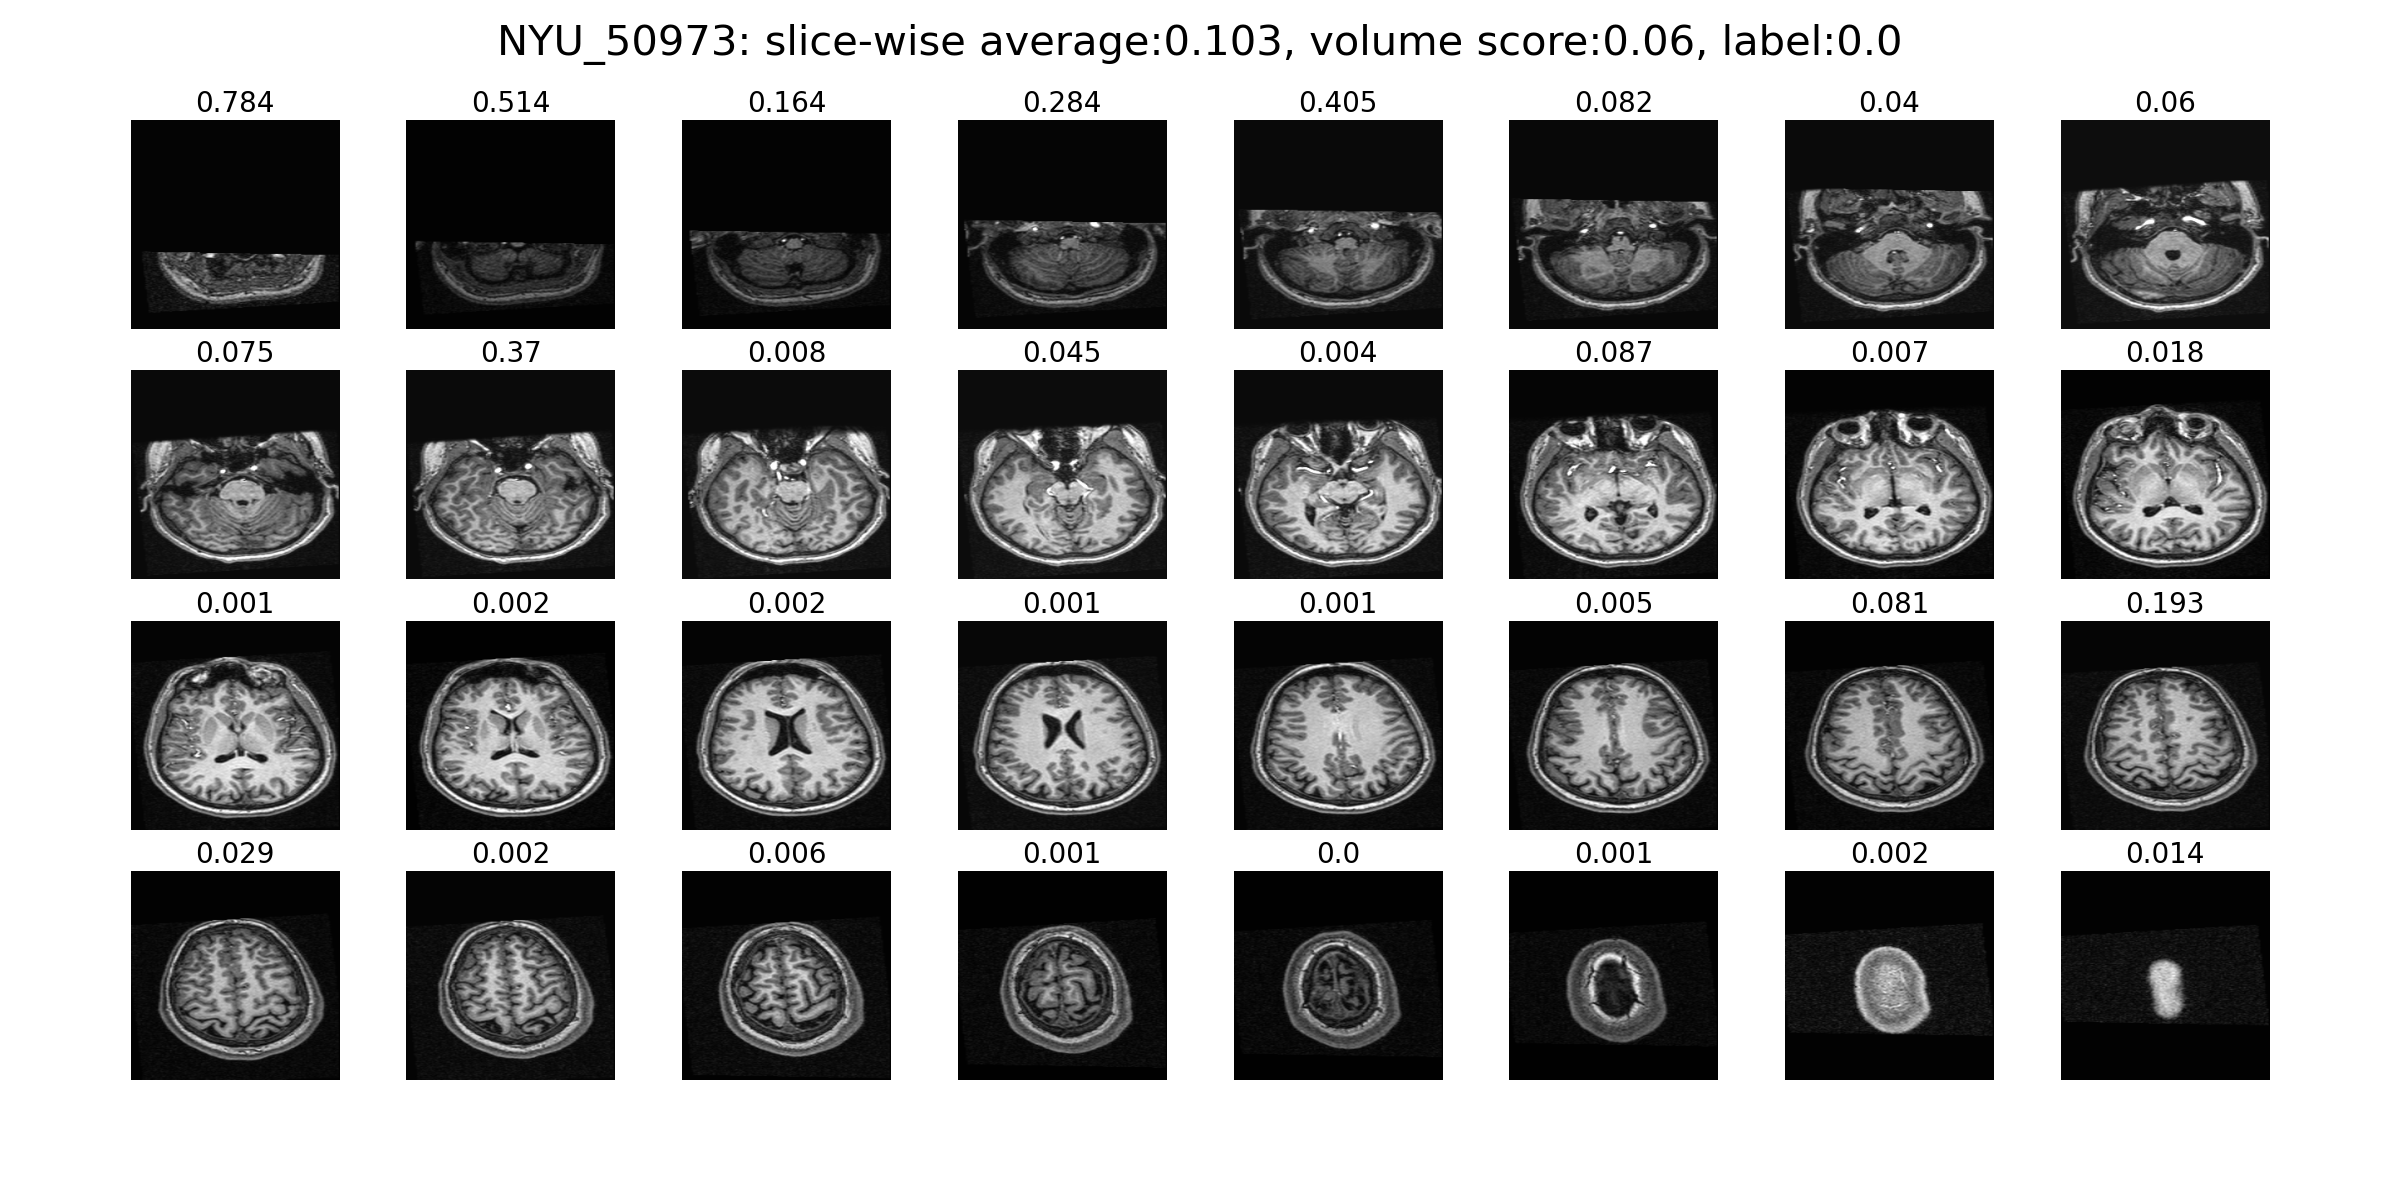 NYU_50973: slice-wise average:0.103, volume score:0.06, label:0.0
0.784 0.514 0.164 0.284 0.405 0.082 0.04 0.06
0.075 0.37 0.008 0.045 0.004 0.087 0.007 0.018
0.001 0.002 0.002 0.001 0.001 0.005 0.081 0.193
0.029 0.002 0.006 0.001 0.0 0.001 0.002 0.014